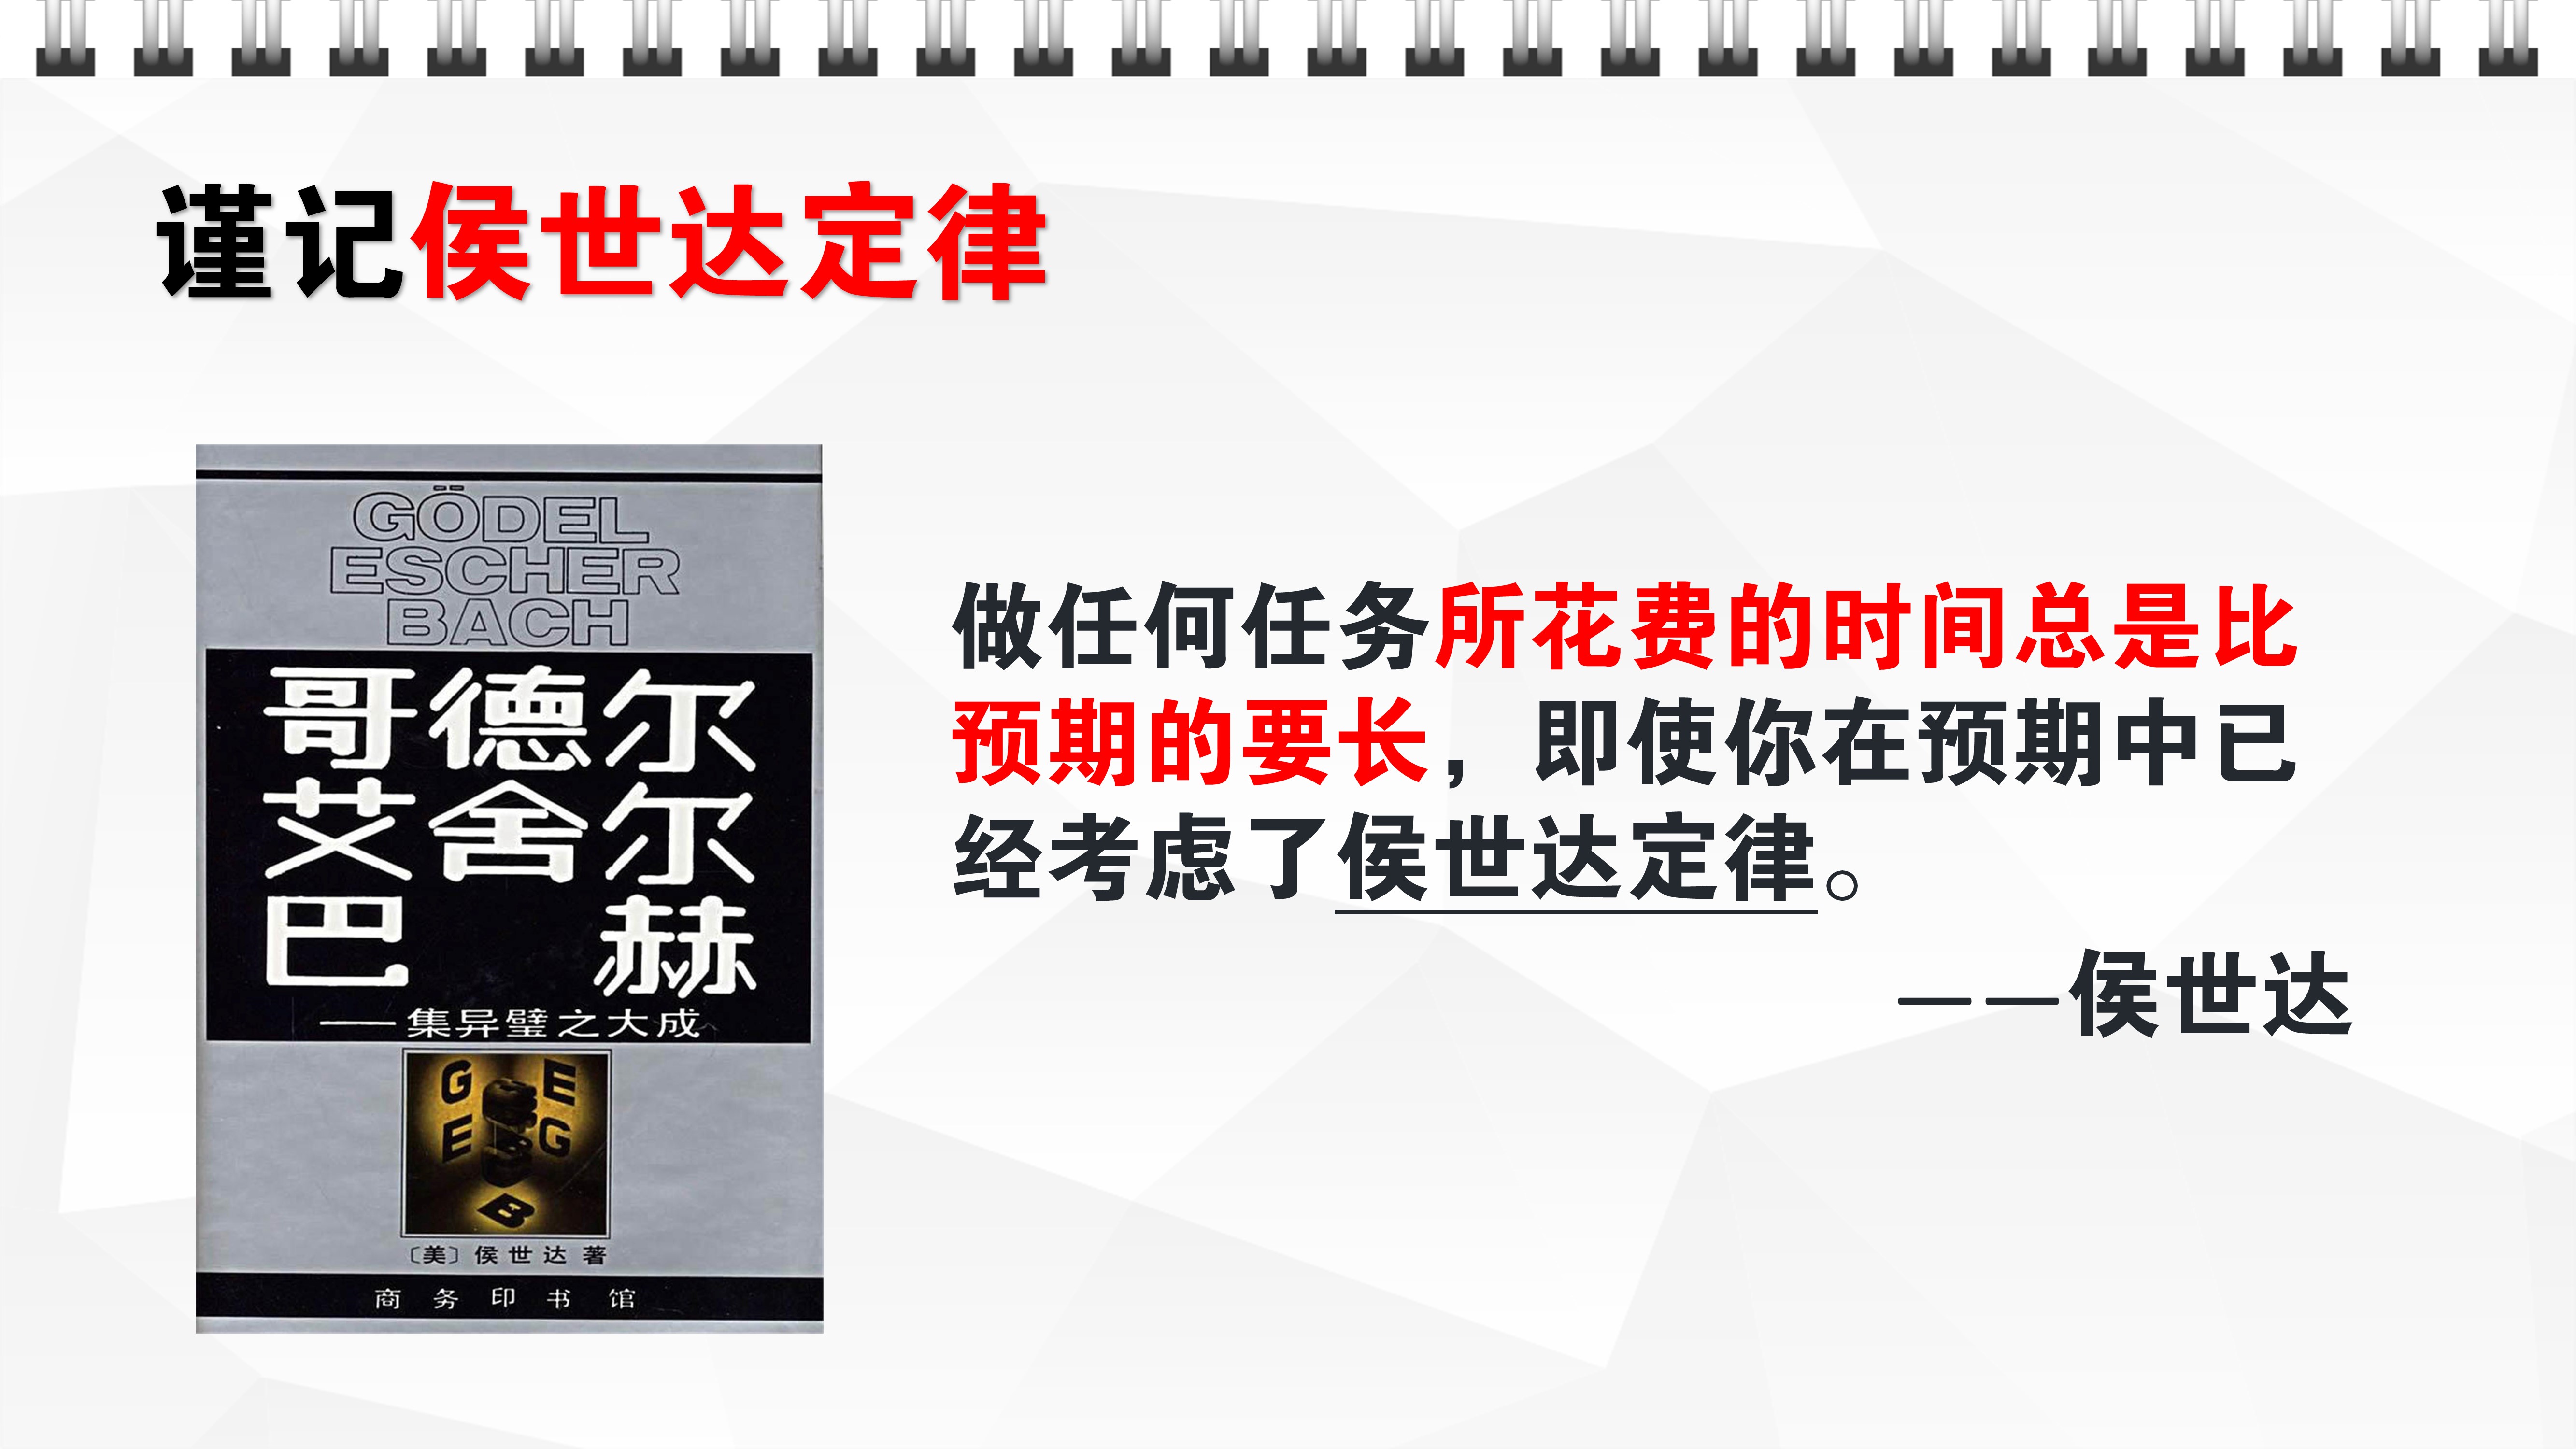 谨记侯世达定律
GÖDEL
ESCHER
BACH
哥德尔
艾舍尔
巴 赫
—集异璧之大成
G E
E G
B
〔美〕侯世达 著
商务印书馆
做任何任务所花费的时间总是比
预期的要长，即使你在预期中已
经考虑了侯世达定律。
——侯世达